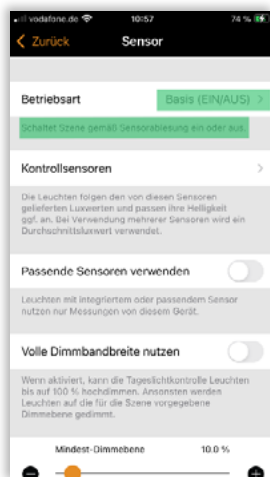 vodafone.de 10:57 74 %
Zurück Sensor
Betriebsart Basis (EIN/AUS)
Schaltet Szene gemäß Sensorablesung ein oder aus.
Kontrollsensoren
Die Leuchten folgen den von diesen Sensoren
gelieferten Luxwerten und passen ihre Helligkeit
ggf. an. Bei Verwendung mehrerer Sensoren wird ein
Durchschnittsluxwert verwendet.
Passende Sensoren verwenden
Leuchten mit integriertem oder passendem Sensor
nutzen nur Messungen von diesem Gerät.
Volle Dimmbandbreite nutzen
Wenn aktiviert, kann die Tageslichtkontrolle Leuchten
bis auf 100 % hochdimmen. Ansonsten werden
Leuchten auf die für die Szene vorgegebene
Dimmebene gedimmt.
Mindest-Dimmebene 10.0 %